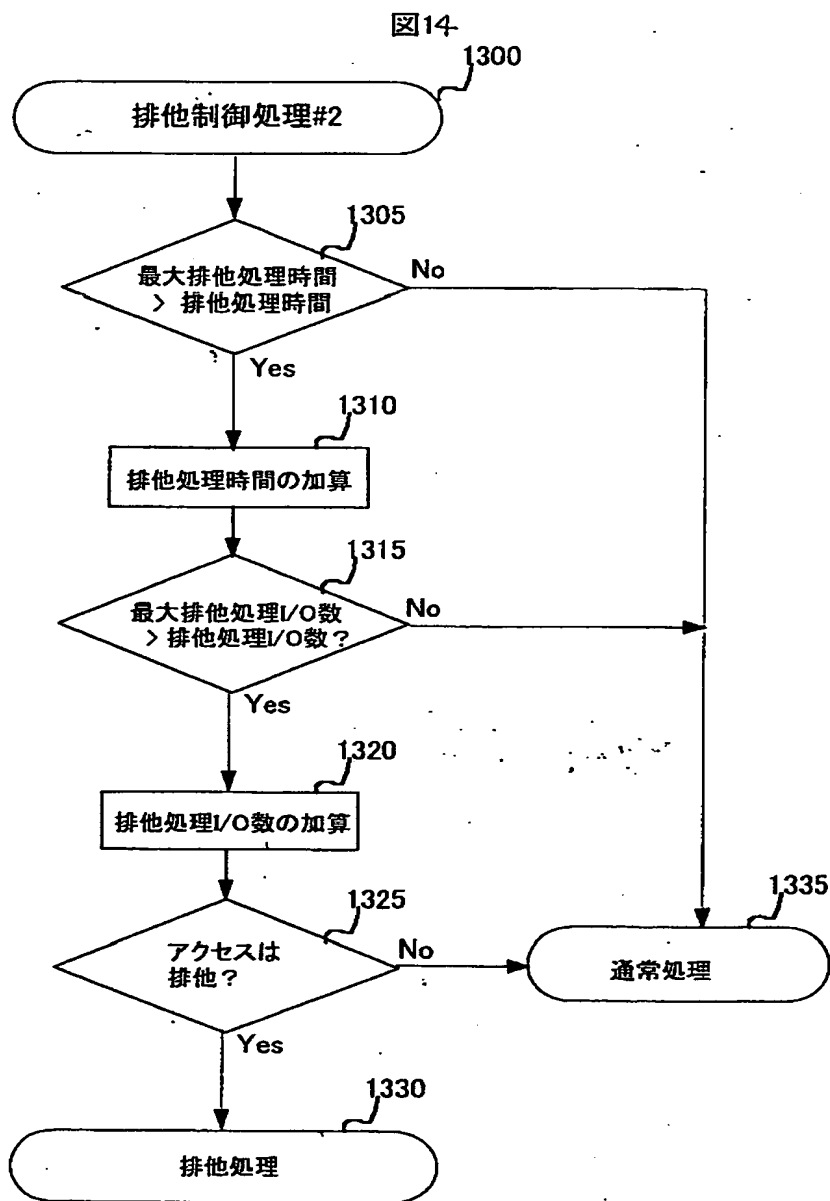 図14
1300
排他制御処理#2
1305
最大排他処理時間
> 排他処理時間
No
Yes
1310
排他処理時間の加算
1315
最大排他処理I/O数
> 排他処理I/O数?
No
Yes
1320
排他処理I/O数の加算
1325
アクセスは
排他?
No
Yes
1335
通常処理
1330
排他処理